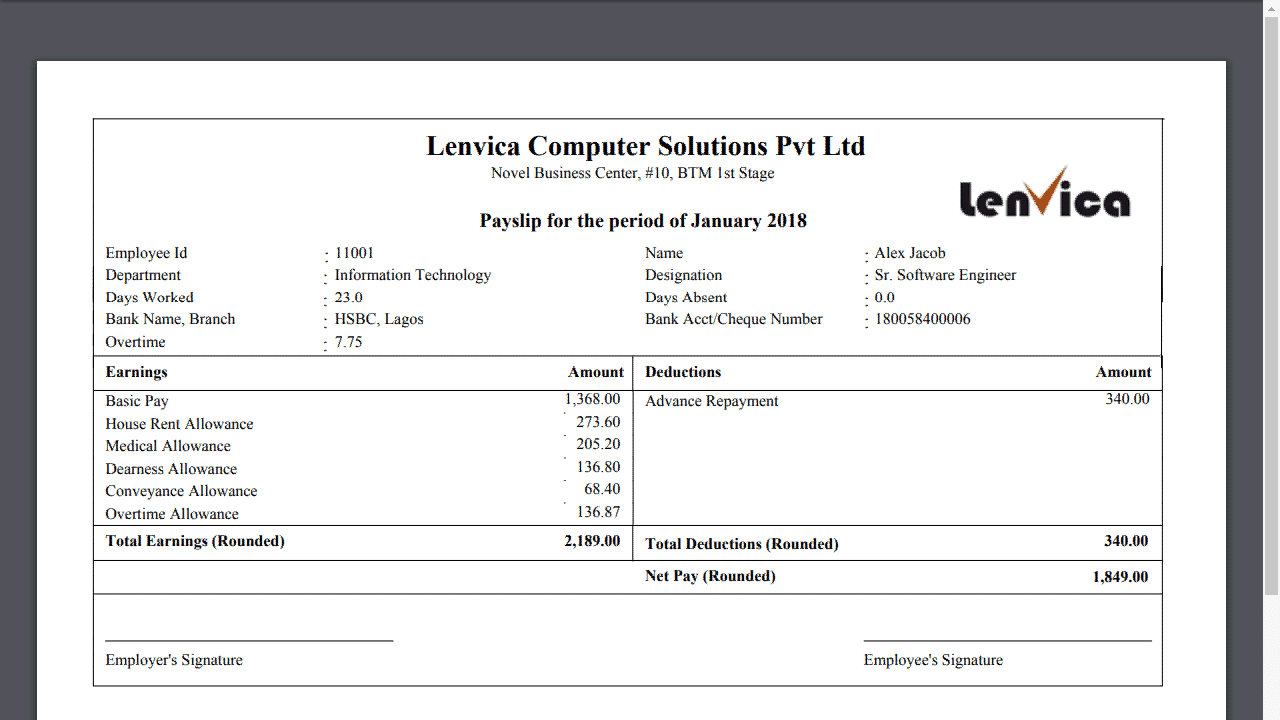 Lenvica Computer Solutions Pvt Ltd
Novel Business Center, #10, BTM 1st Stage
lenvica
Payslip for the period of January 2018
Employee Id : 11001 Name : Alex Jacob
Department : Information Technology Designation : Sr. Software Engineer
Days Worked : 23.0 Days Absent : 0.0
Bank Name, Branch : HSBC, Lagos Bank Acct/Cheque Number : 180058400006
Overtime : 7.75
Earnings Amount Deductions Amount
Basic Pay 1,368.00 Advance Repayment 340.00
House Rent Allowance 273.60
Medical Allowance 205.20
Dearness Allowance 136.80
Conveyance Allowance 68.40
Overtime Allowance 136.87
Total Earnings (Rounded) 2,189.00 Total Deductions (Rounded) 340.00
Net Pay (Rounded) 1,849.00
Employer's Signature Employee's Signature